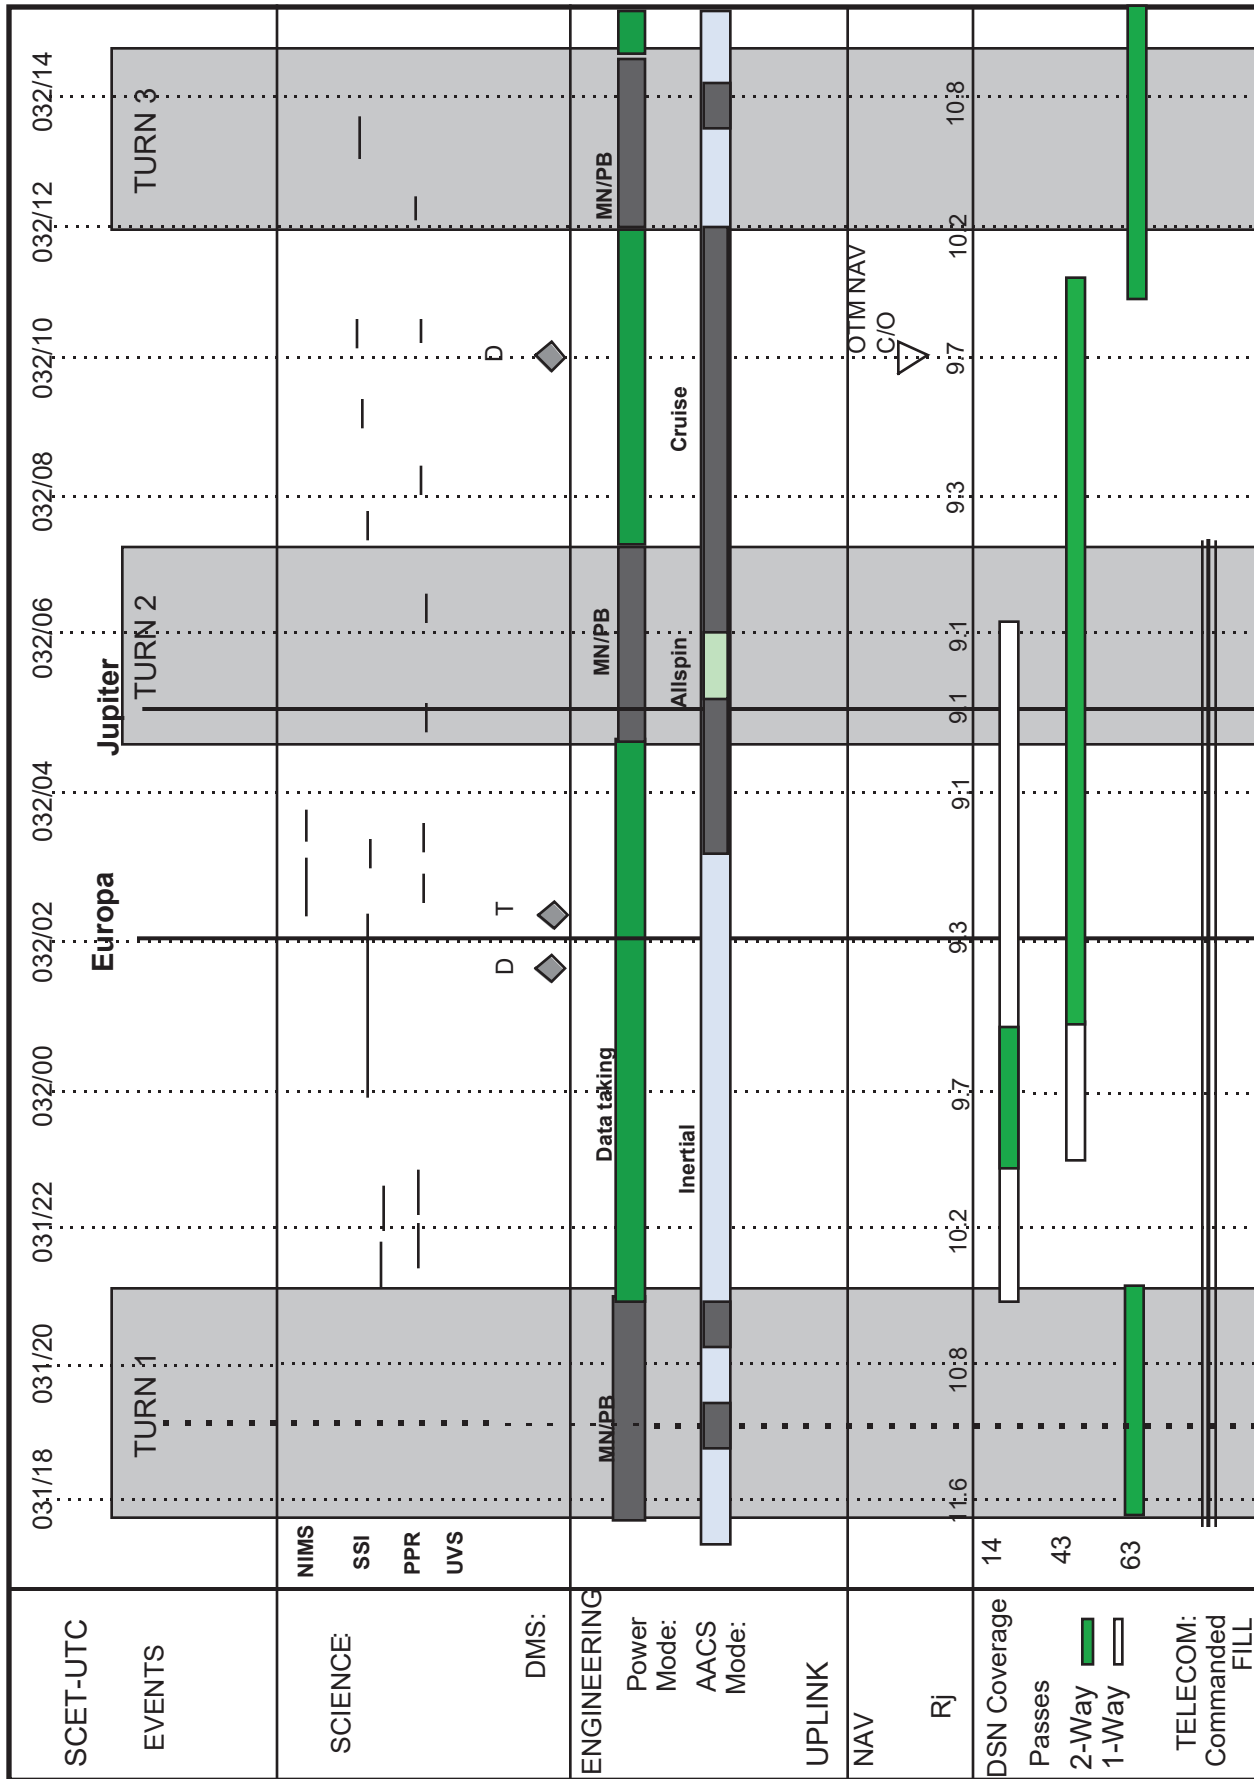 SCET-UTC
031/18
031/20
031/22
032/00
032/02
032/04
032/06
032/08
032/10
032/12
032/14
EVENTS
Europa
Jupiter
TURN 1
TURN 2
TURN 3
SCIENCE:
NIMS
SSI
PPR
UVS
DMS:
D
T
D
ENGINEERING
Power
Mode:
MN/PB
Data taking
MN/PB
MN/PB
AACS
Mode:
Inertial
Allspin
Cruise
UPLINK
NAV
OTM NAV
C/O
Rj
11.6
10.8
10.2
9.7
9.3
9.1
9.1
9.1
9.3
9.7
10.2
10.8
DSN Coverage
14
Passes
43
2-Way
1-Way
63
TELECOM:
Commanded
FILL